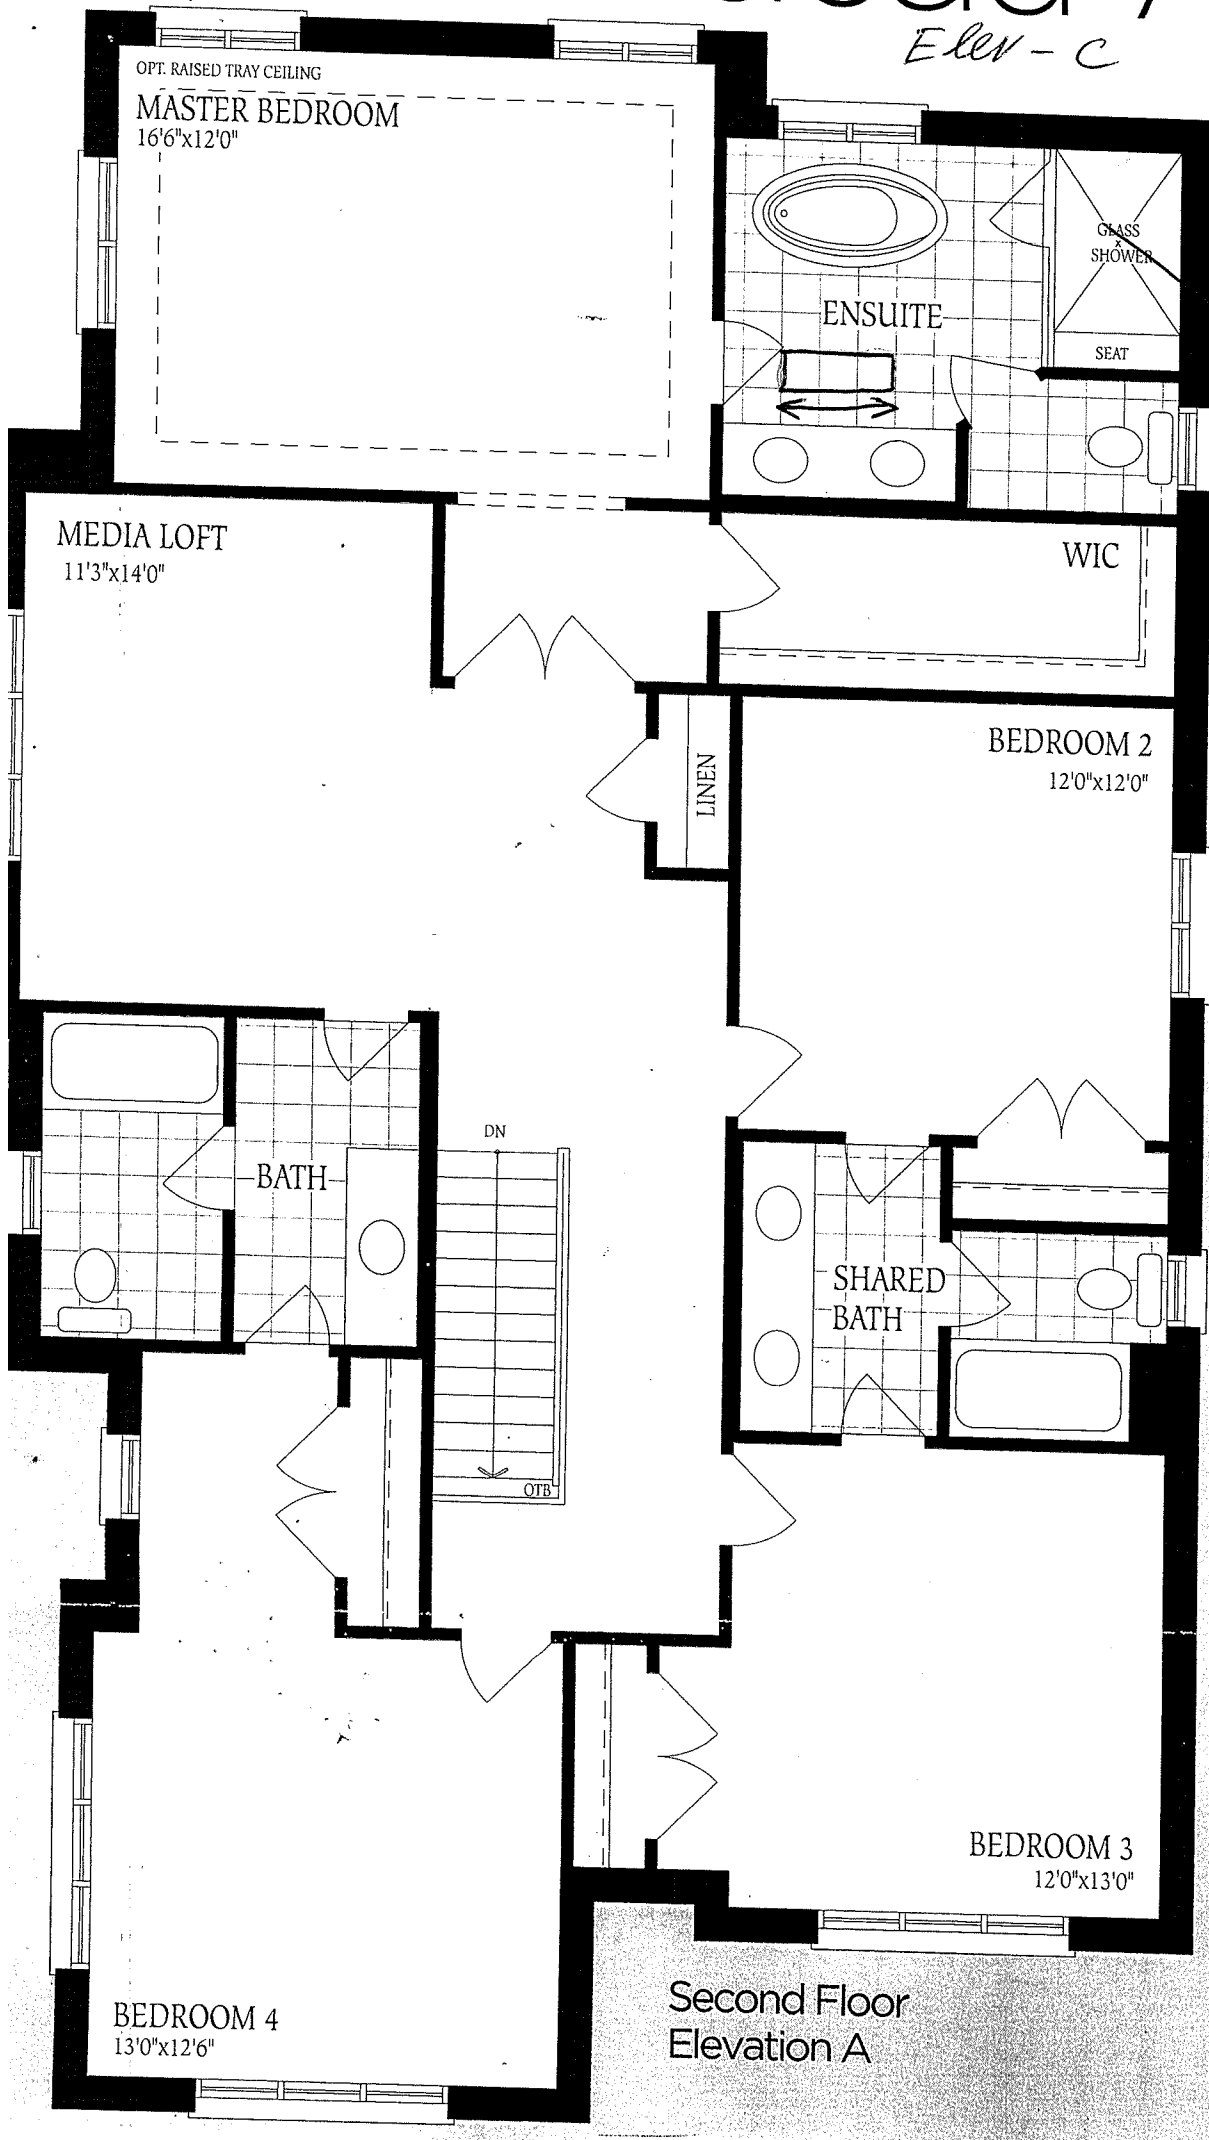 Elev - C
OPT. RAISED TRAY CEILING
MASTER BEDROOM
16'6"x12'0"
GLASS
x
SHOWER
ENSUITE
SEAT
MEDIA LOFT
11'3"x14'0"
WIC
BEDROOM 2
12'0"x12'0"
LINEN
DN
BATH
SHARED
BATH
OTB
BEDROOM 3
12'0"x13'0"
BEDROOM 4
13'0"x12'6"
Second Floor
Elevation A